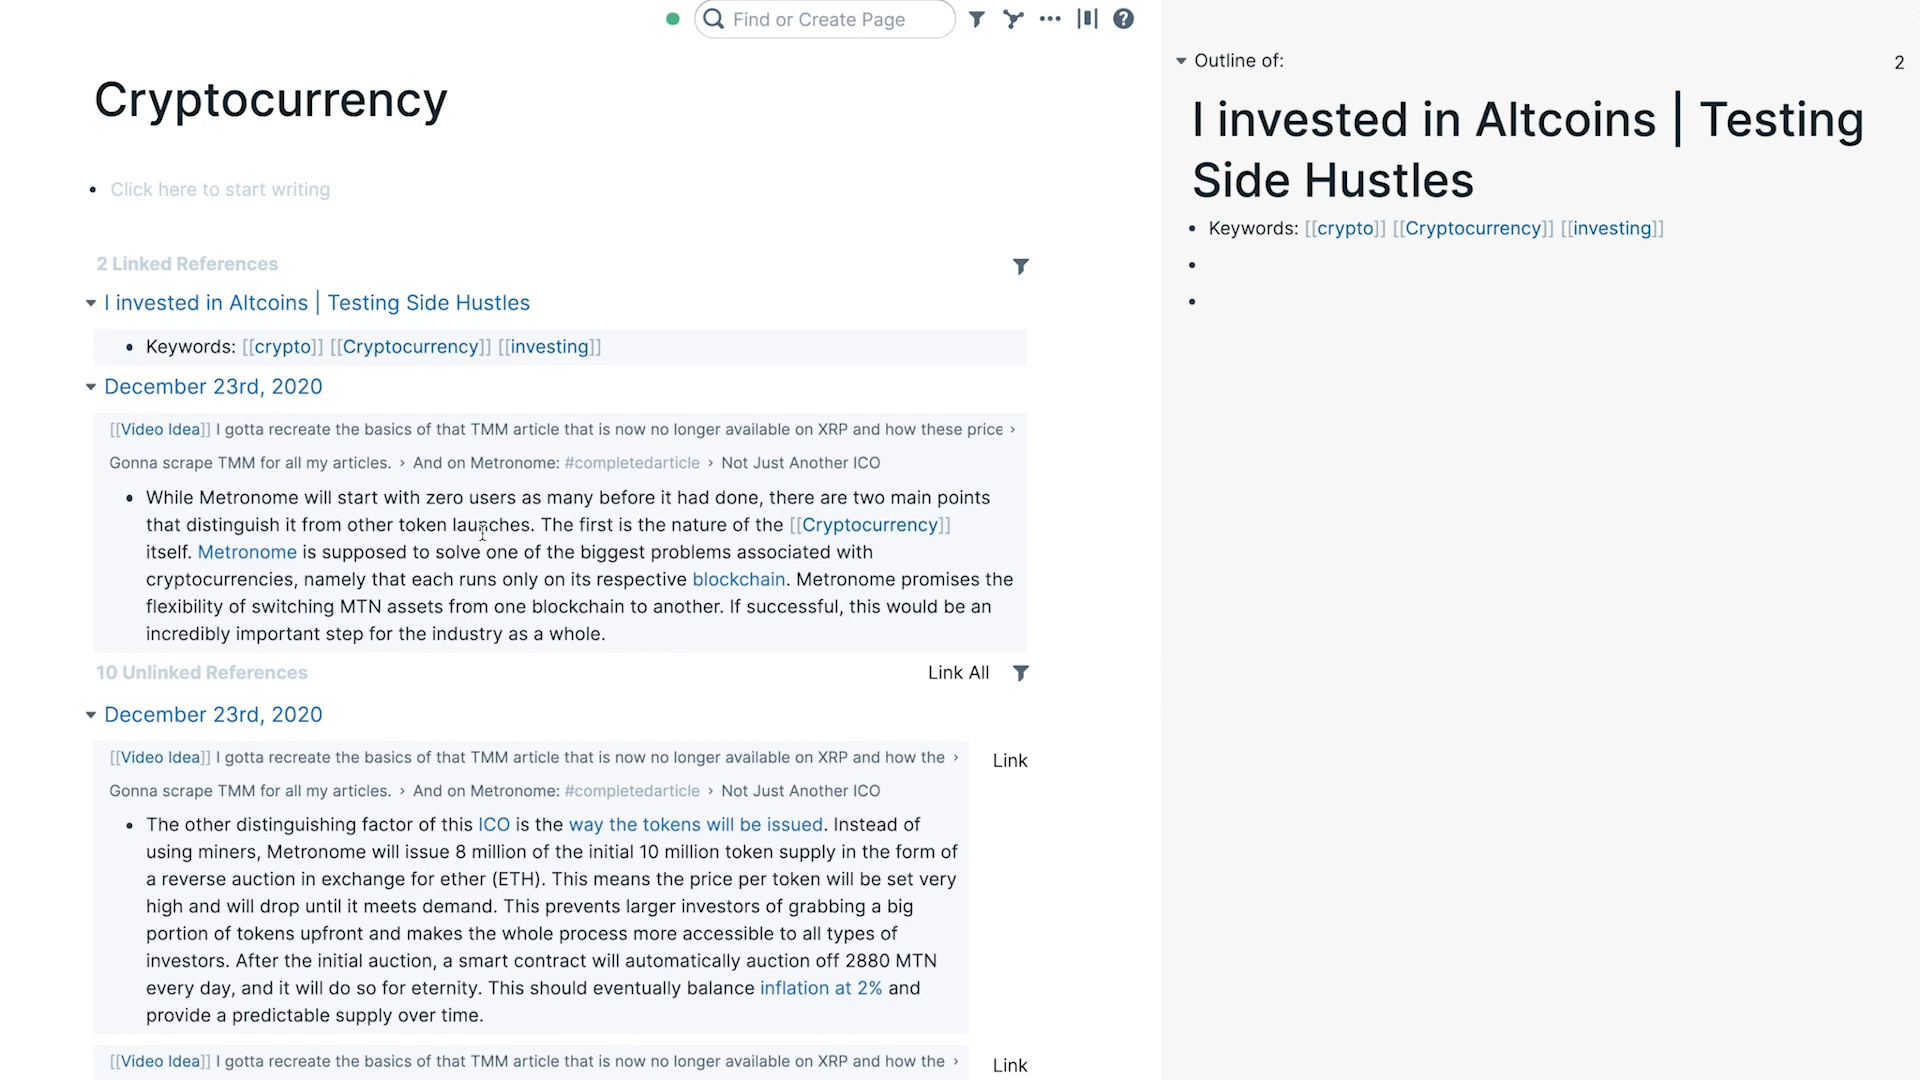 Find or Create Page
Cryptocurrency
Click here to start writing
2 Linked References
I invested in Altcoins | Testing Side Hustles
Keywords: [[crypto]] [[Cryptocurrency]] [[investing]]
December 23rd, 2020
[[Video Idea]] I gotta recreate the basics of that TMM article that is now no longer available on XRP and how these price ›
Gonna scrape TMM for all my articles. › And on Metronome: #completedarticle › Not Just Another ICO
While Metronome will start with zero users as many before it had done, there are two main points
that distinguish it from other token launches. The first is the nature of the [[Cryptocurrency]]
itself. Metronome is supposed to solve one of the biggest problems associated with
cryptocurrencies, namely that each runs only on its respective blockchain. Metronome promises the
flexibility of switching MTN assets from one blockchain to another. If successful, this would be an
incredibly important step for the industry as a whole.
10 Unlinked References
Link All
December 23rd, 2020
[[Video Idea]] I gotta recreate the basics of that TMM article that is now no longer available on XRP and how the ›
Link
Gonna scrape TMM for all my articles. › And on Metronome: #completedarticle › Not Just Another ICO
The other distinguishing factor of this ICO is the way the tokens will be issued. Instead of
using miners, Metronome will issue 8 million of the initial 10 million token supply in the form of
a reverse auction in exchange for ether (ETH). This means the price per token will be set very
high and will drop until it meets demand. This prevents larger investors of grabbing a big
portion of tokens upfront and makes the whole process more accessible to all types of
investors. After the initial auction, a smart contract will automatically auction off 2880 MTN
every day, and it will do so for eternity. This should eventually balance inflation at 2% and
provide a predictable supply over time.
[[Video Idea]] I gotta recreate the basics of that TMM article that is now no longer available on XRP and how the ›
Link
Outline of:
2
I invested in Altcoins | Testing
Side Hustles
Keywords: [[crypto]] [[Cryptocurrency]] [[investing]]